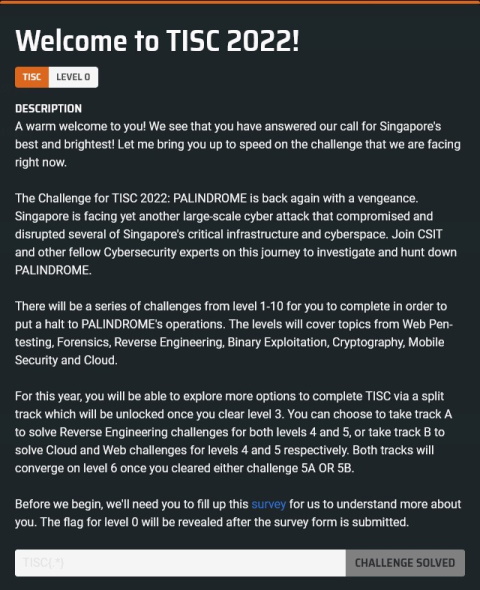 Welcome to TISC 2022!
TISC LEVEL 0
DESCRIPTION
A warm welcome to you! We see that you have answered our call for Singapore's
best and brightest! Let me bring you up to speed on the challenge that we are facing
right now.
The Challenge for TISC 2022: PALINDROME is back again with a vengeance.
Singapore is facing yet another large-scale cyber attack that compromised and
disrupted several of Singapore's critical infrastructure and cyberspace. Join CSIT
and other fellow Cybersecurity experts on this journey to investigate and hunt down
PALINDROME.
There will be a series of challenges from level 1-10 for you to complete in order to
put a halt to PALINDROME's operations. The levels will cover topics from Web Pen-
testing, Forensics, Reverse Engineering, Binary Exploitation, Cryptography, Mobile
Security and Cloud.
For this year, you will be able to explore more options to complete TISC via a split
track which will be unlocked once you clear level 3. You can choose to take track A
to solve Reverse Engineering challenges for both levels 4 and 5, or take track B to
solve Cloud and Web challenges for levels 4 and 5 respectively. Both tracks will
converge on level 6 once you cleared either challenge 5A OR 5B.
Before we begin, we'll need you to fill up this survey for us to understand more about
you. The flag for level 0 will be revealed after the survey form is submitted.
TISC{.*} CHALLENGE SOLVED